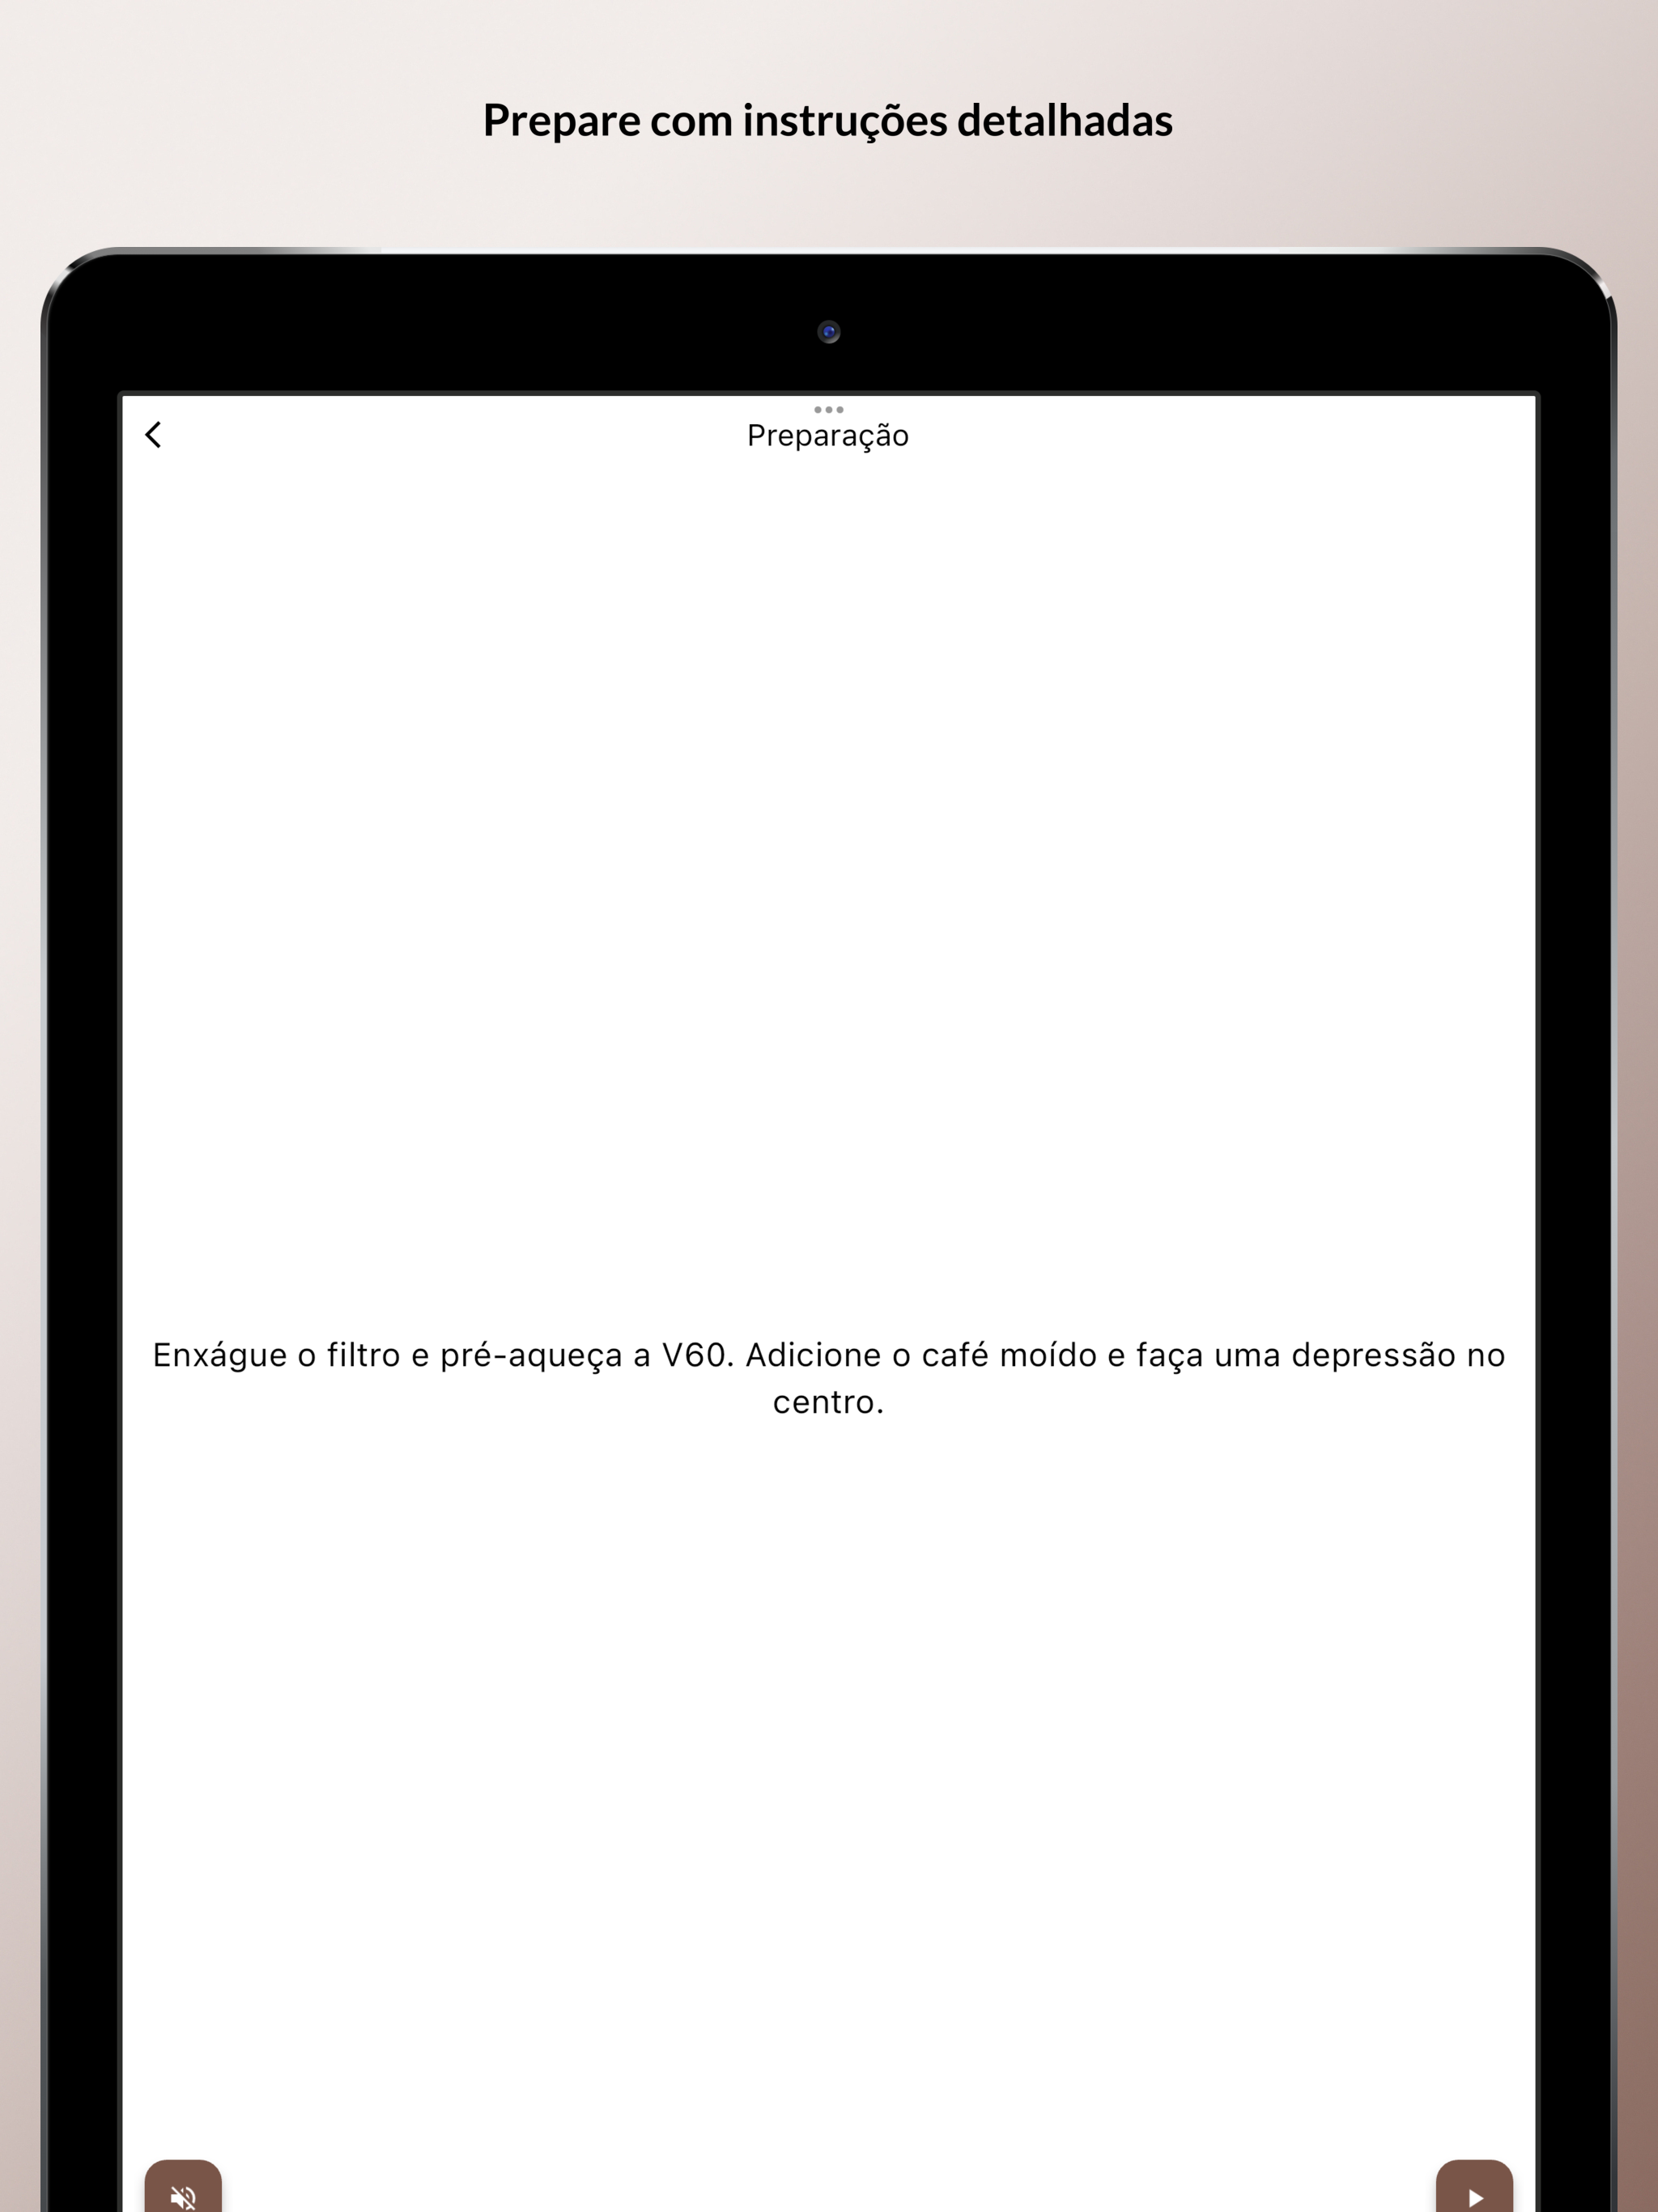 Prepare com instruções detalhadas
Preparação
Enxágue o filtro e pré-aqueça a V60. Adicione o café moído e faça uma depressão no
centro.